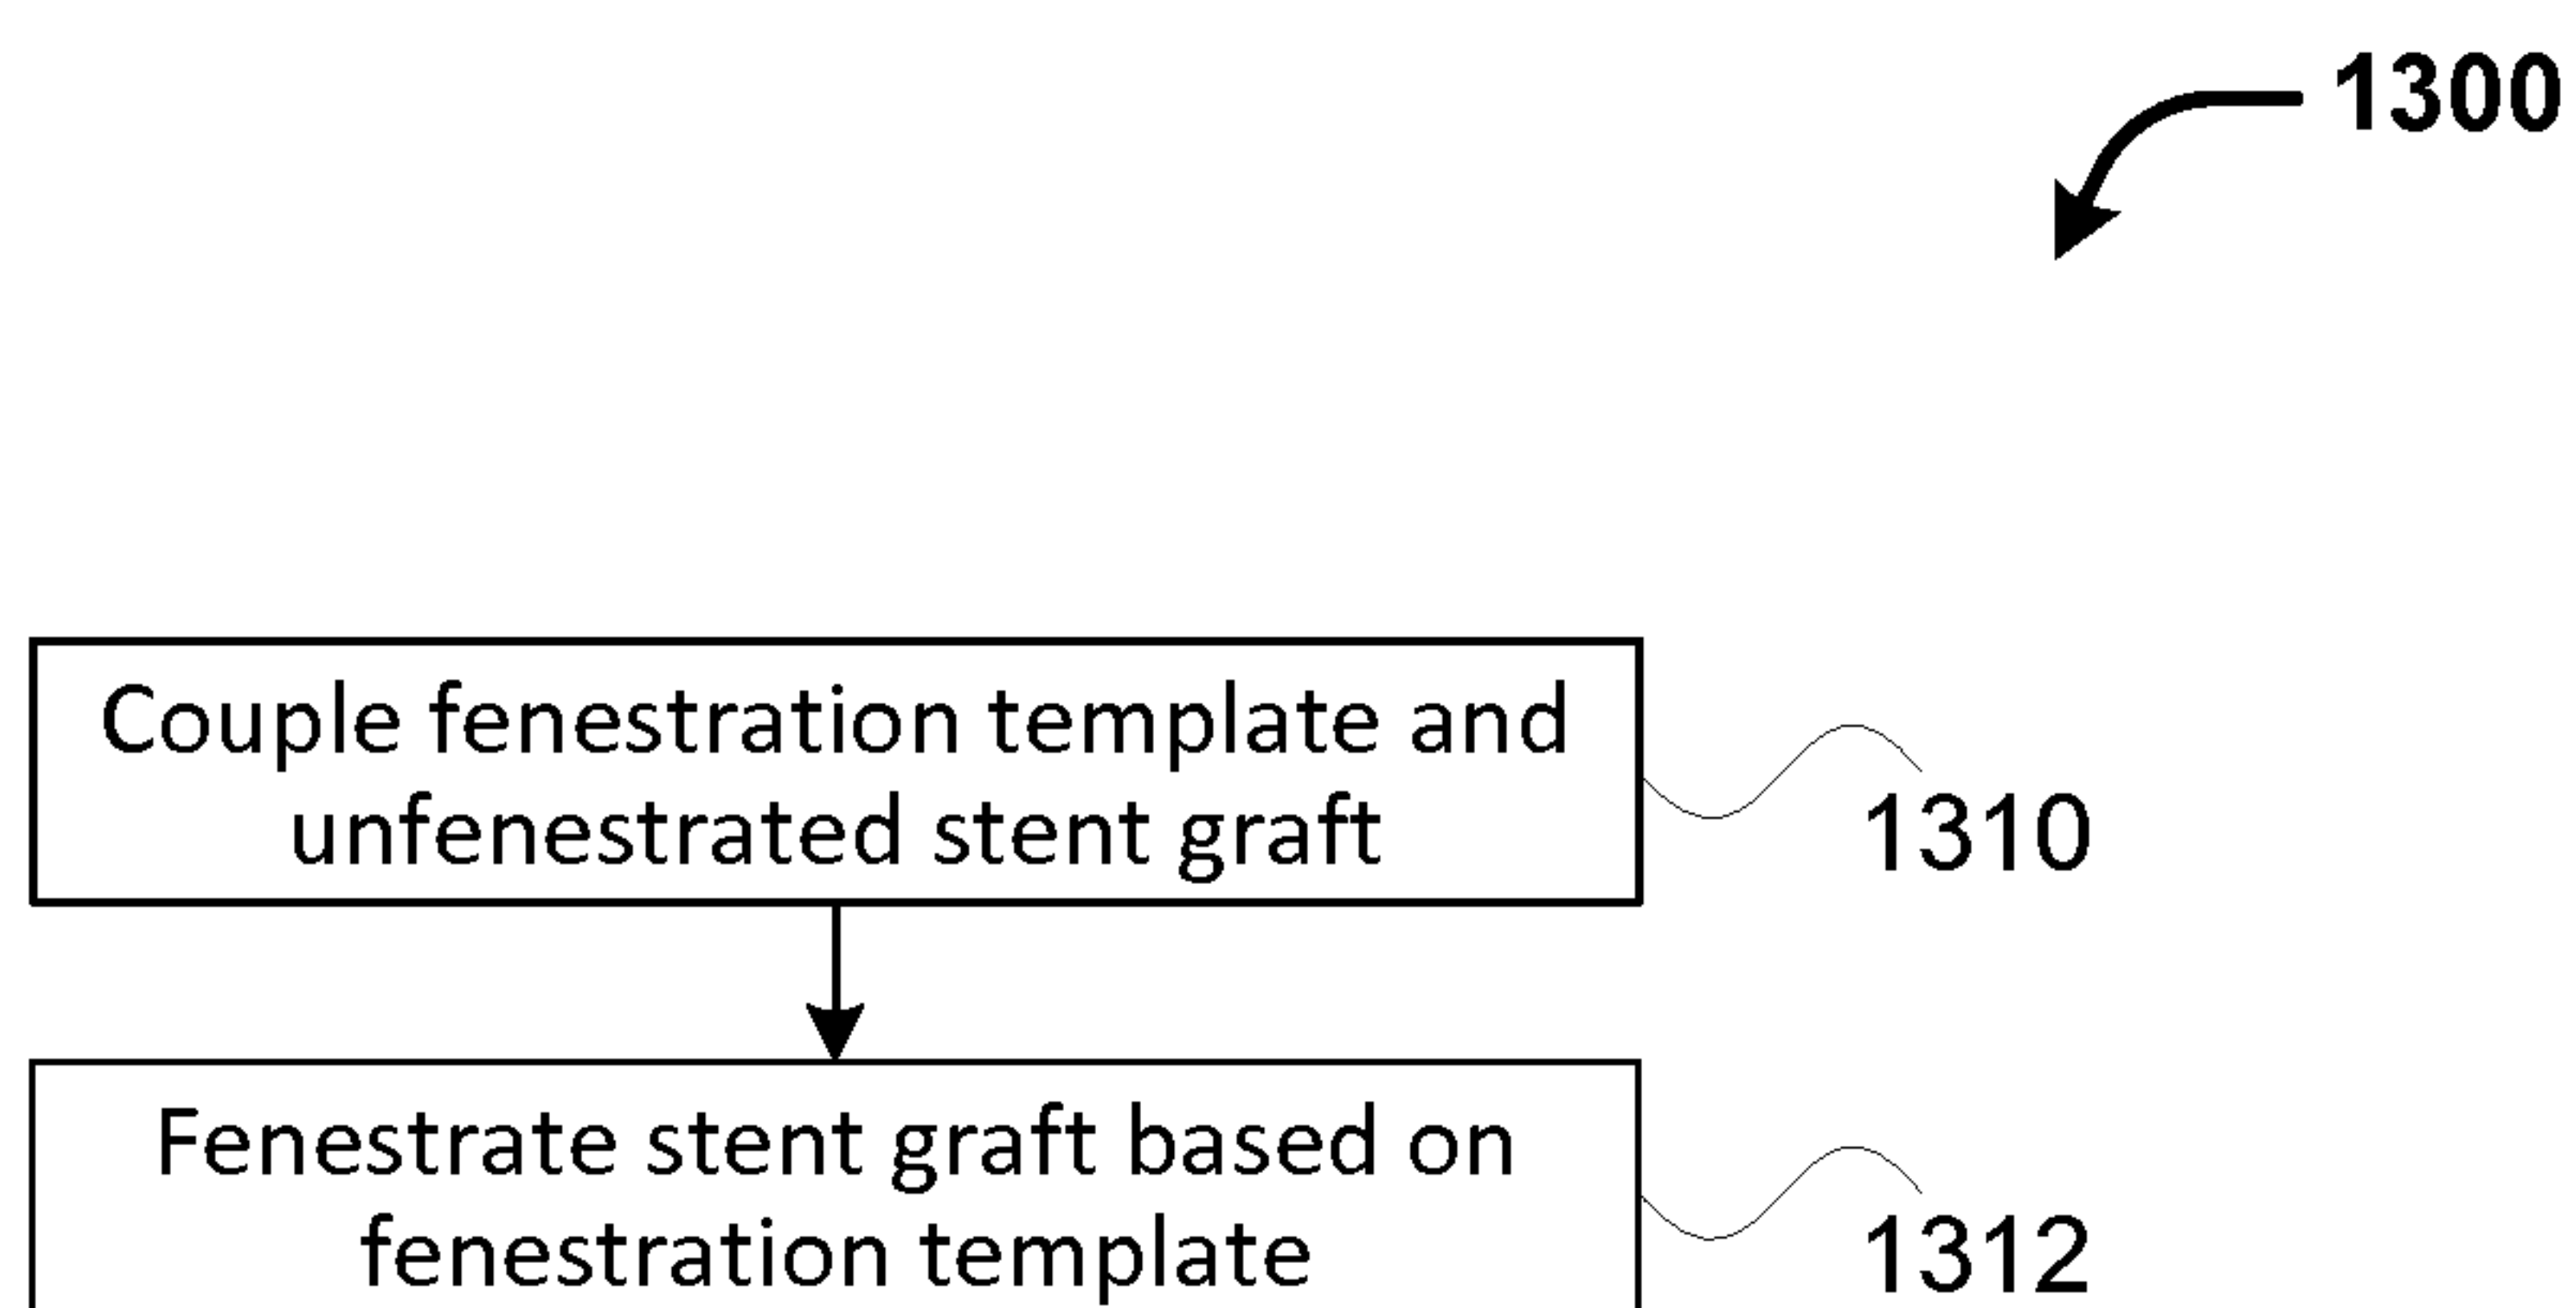 1300
Couple fenestration template and
unfenestrated stent graft
1310
Fenestrate stent graft based on
fenestration template
1312